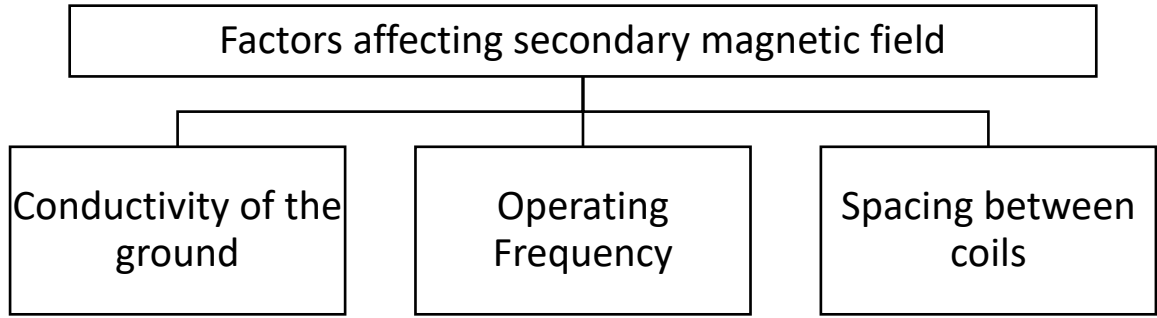 Factors affecting secondary magnetic field
Conductivity of the
ground
Operating
Frequency
Spacing between
coils